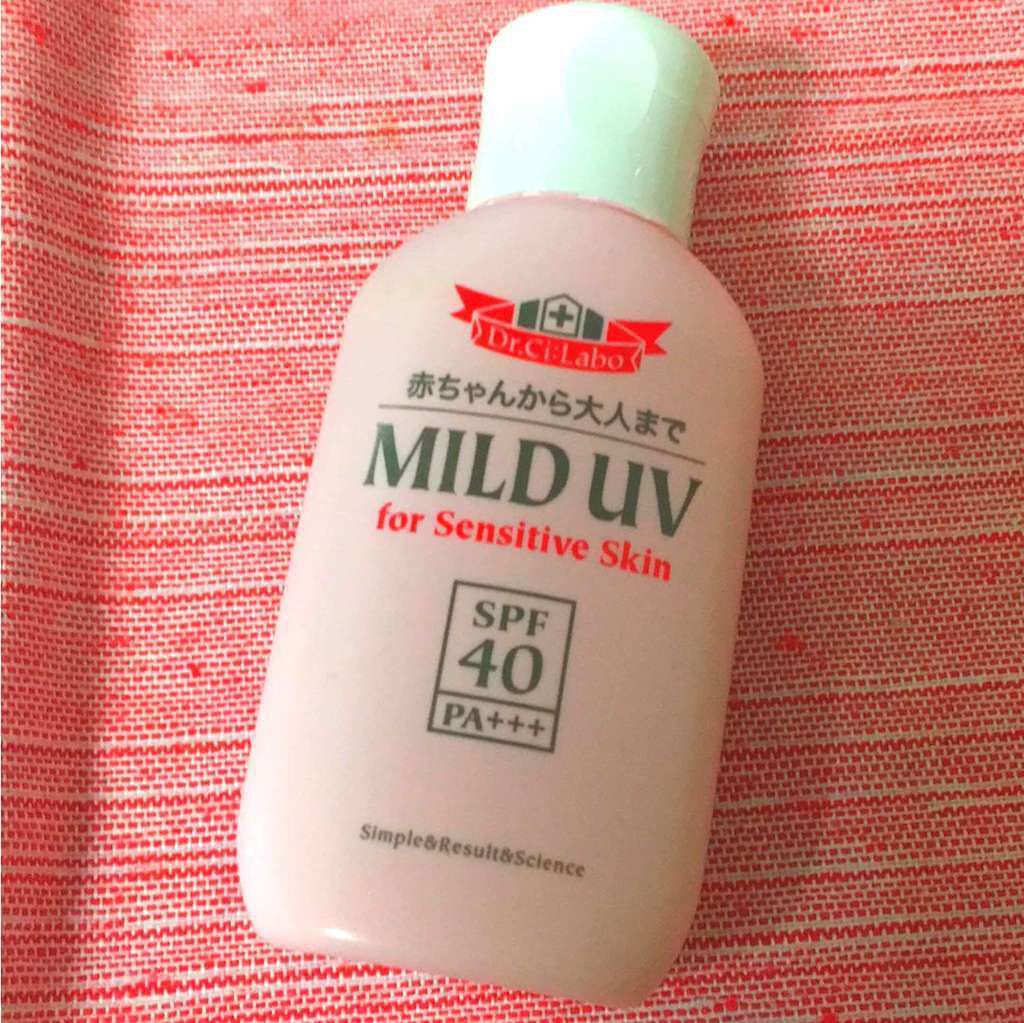 Dr.Ci:Labo
赤ちゃんから大人まで
MILD UV
for Sensitive Skin
SPF
40
PA+++
Simple&Result&Science